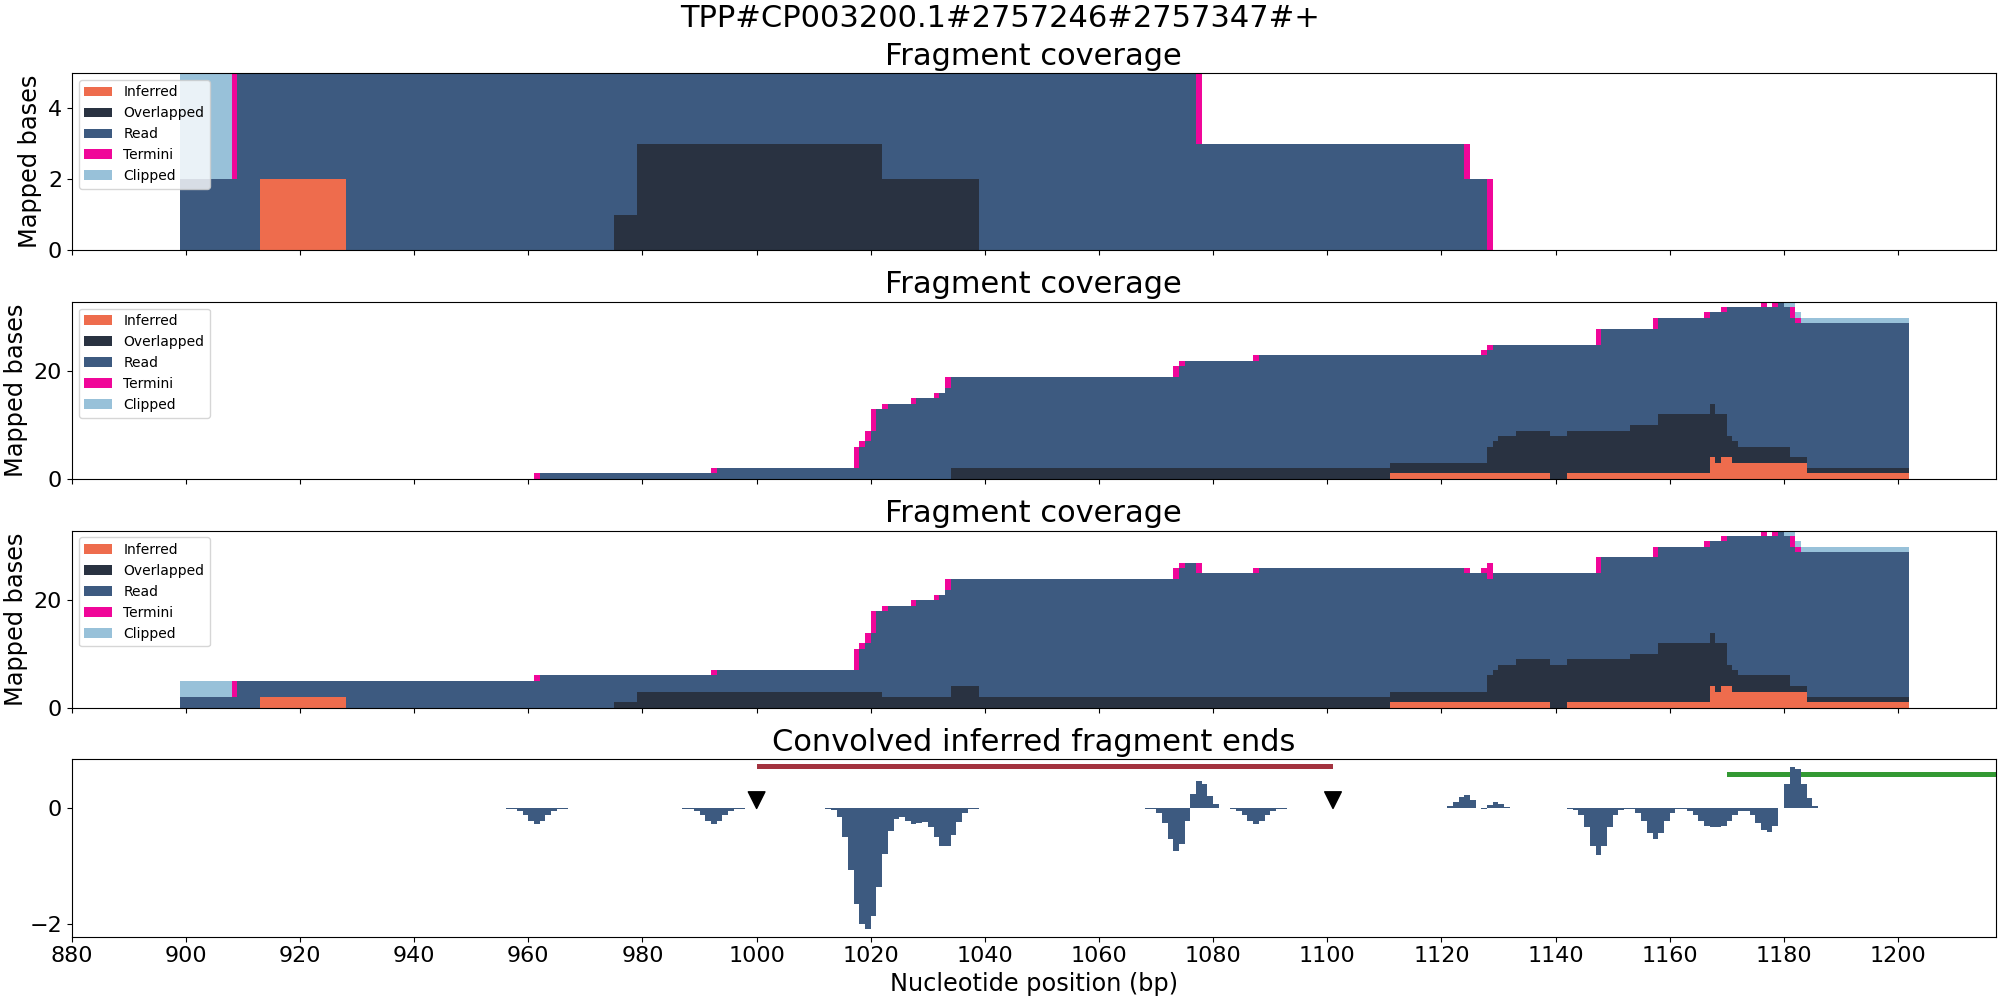 TPP#CP003200.1#2757246#2757347#+
Fragment coverage
Mapped bases
4
2
0
Inferred
Overlapped
Read
Termini
Clipped
Fragment coverage
Mapped bases
20
0
Inferred
Overlapped
Read
Termini
Clipped
Fragment coverage
Mapped bases
20
0
Inferred
Overlapped
Read
Termini
Clipped
Convolved inferred fragment ends
0
−2
880 900 920 940 960 980 1000 1020 1040 1060 1080 1100 1120 1140 1160 1180 1200
Nucleotide position (bp)